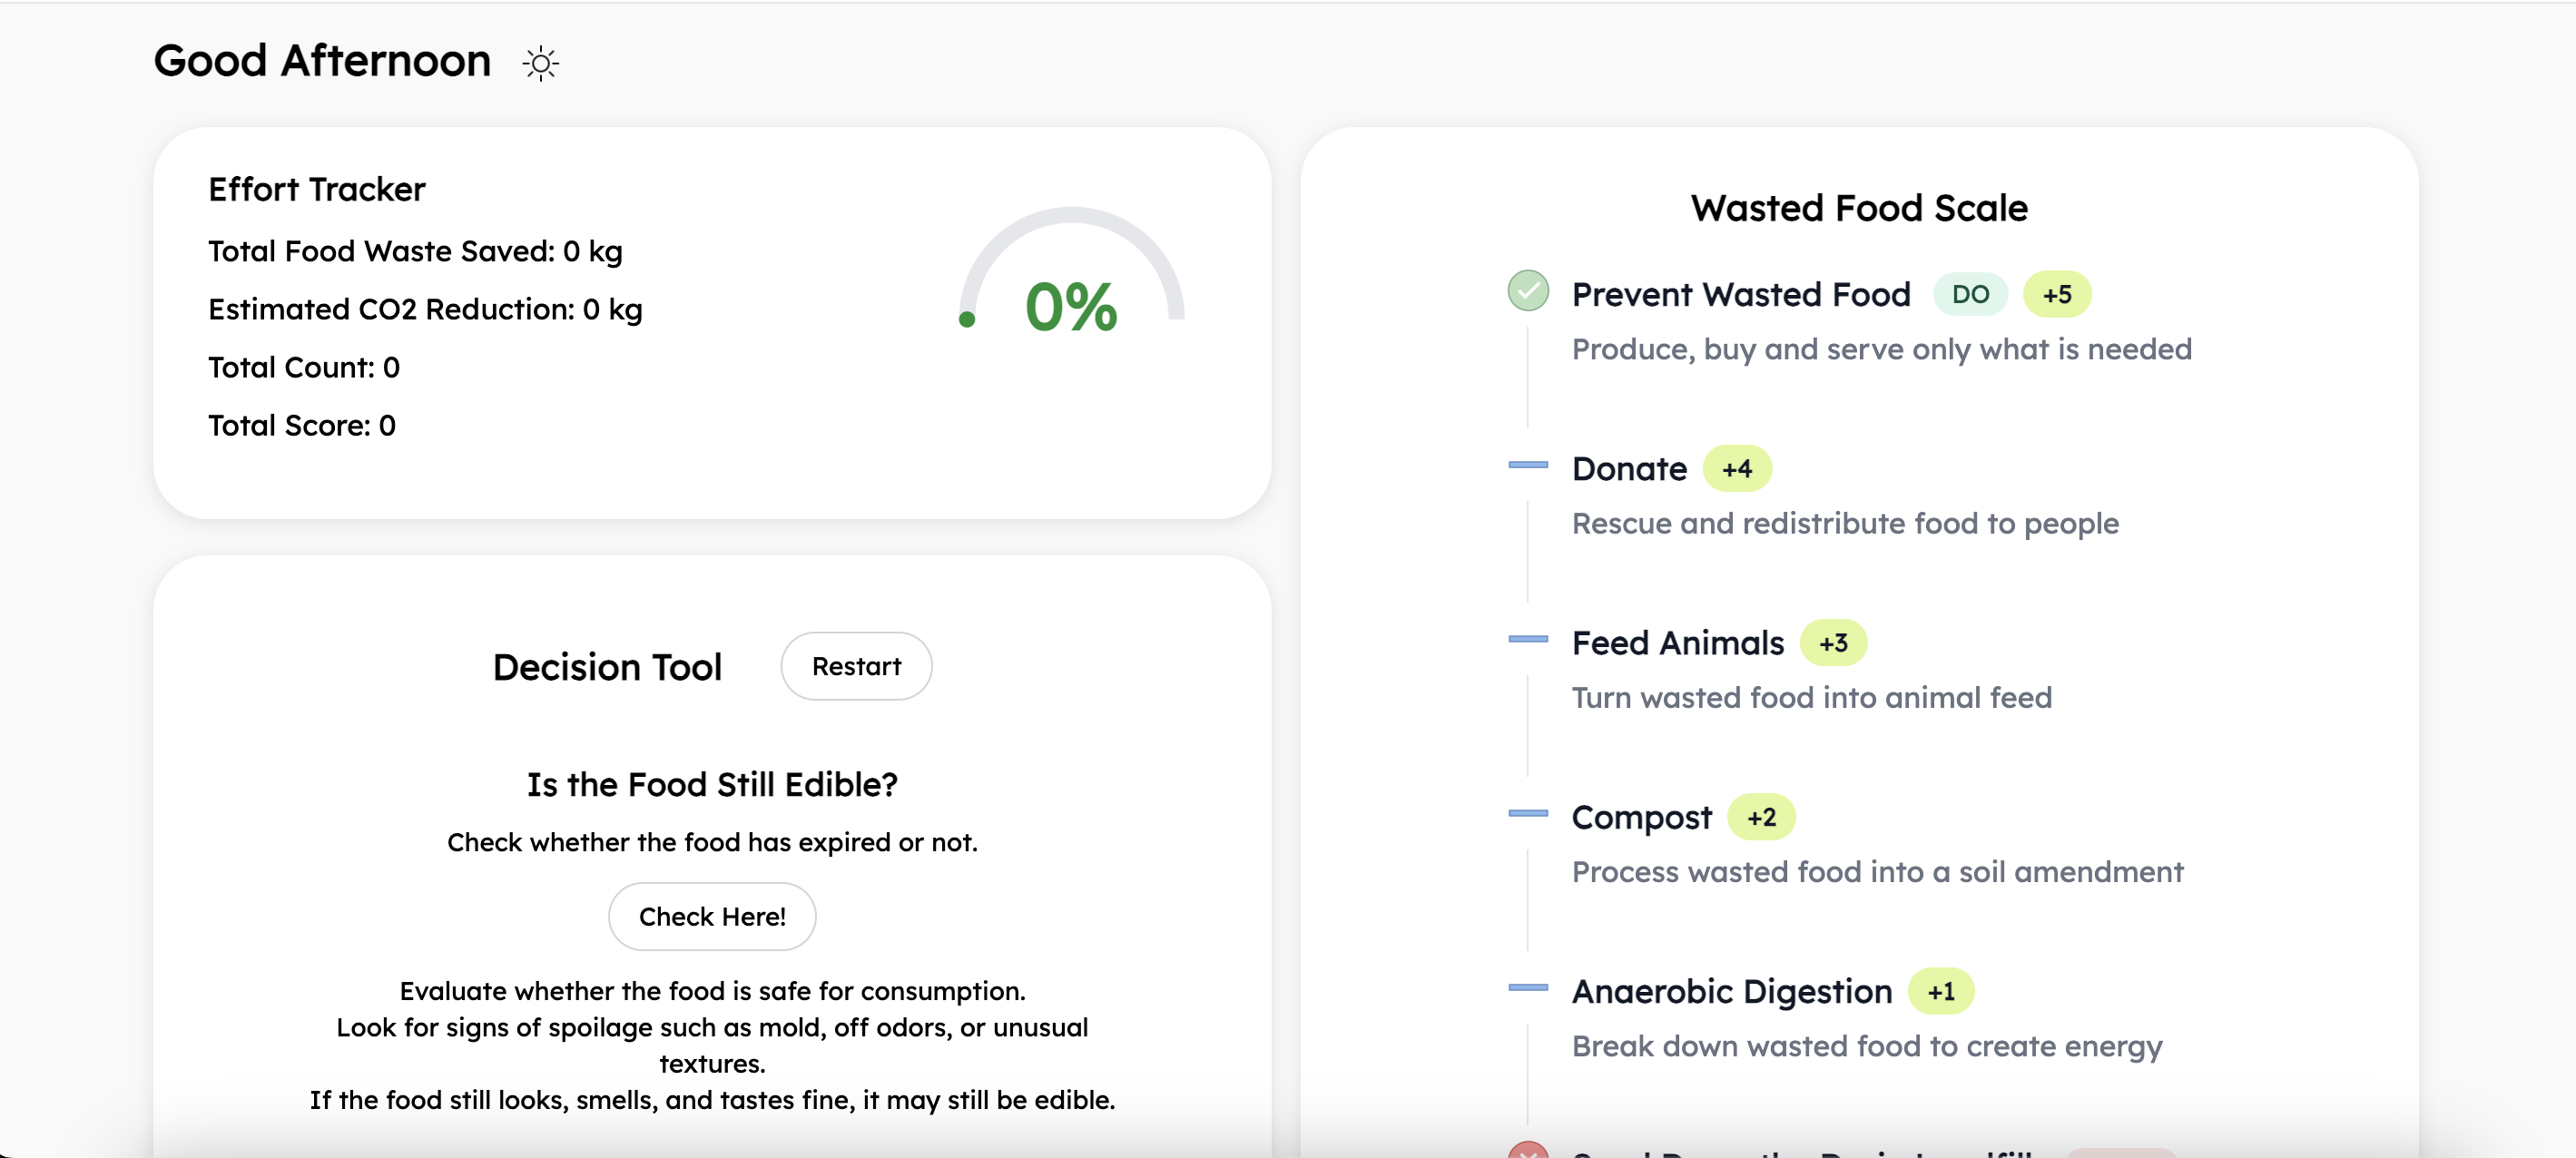 Good Afternoon
Effort Tracker
Total Food Waste Saved: 0 kg
Estimated CO2 Reduction: 0 kg
Total Count: 0
Total Score: 0
0%
Decision Tool
Restart
Is the Food Still Edible?
Check whether the food has expired or not.
Check Here!
Evaluate whether the food is safe for consumption.
Look for signs of spoilage such as mold, off odors, or unusual
textures.
If the food still looks, smells, and tastes fine, it may still be edible.
Wasted Food Scale
Prevent Wasted Food DO +5
Produce, buy and serve only what is needed
Donate +4
Rescue and redistribute food to people
Feed Animals +3
Turn wasted food into animal feed
Compost +2
Process wasted food into a soil amendment
Anaerobic Digestion +1
Break down wasted food to create energy